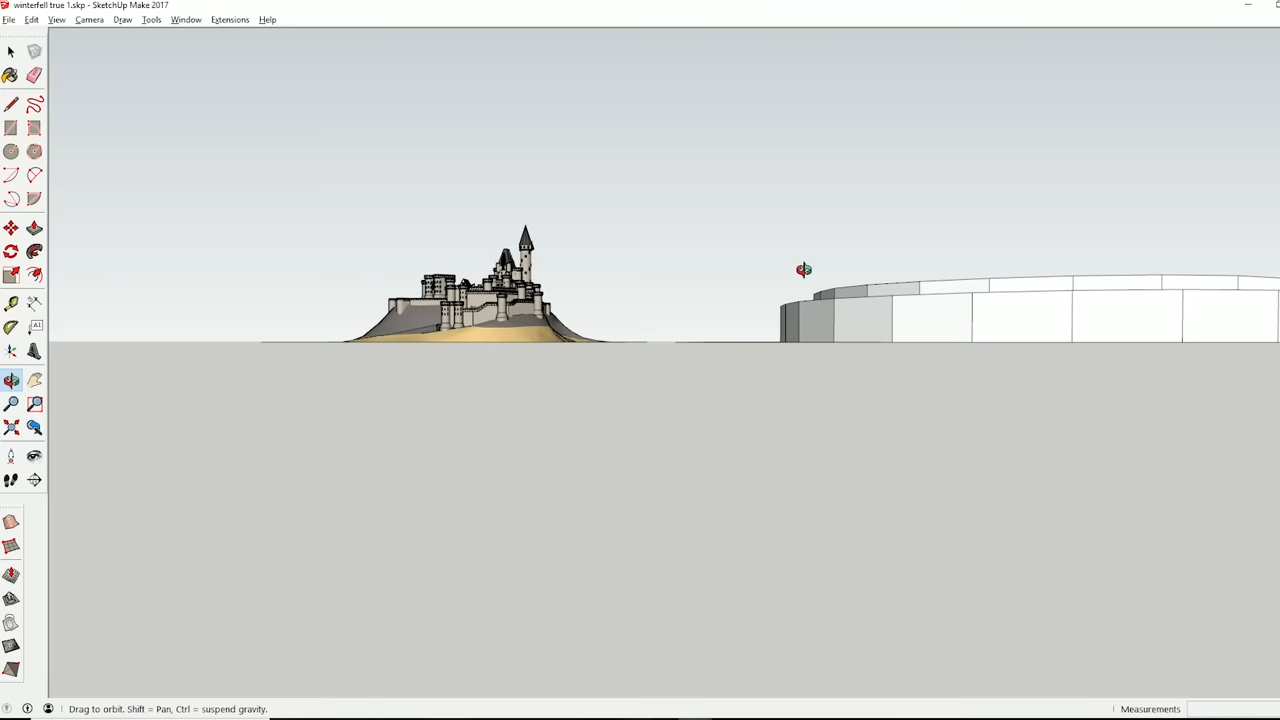 winterfell true 1.skp - SketchUp Make 2017
File Edit View Camera Draw Tools Window Extensions Help
A1
Drag to orbit. Shift = Pan, Ctrl = suspend gravity.
Measurements